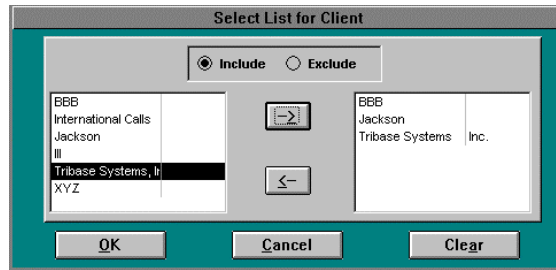 Select List for Client
Include Exclude
BBB
International Calls
Jackson
III
Tribase Systems, Ir
XYZ
->
<-
BBB
Jackson
Tribase Systems Inc.
OK Cancel Clear